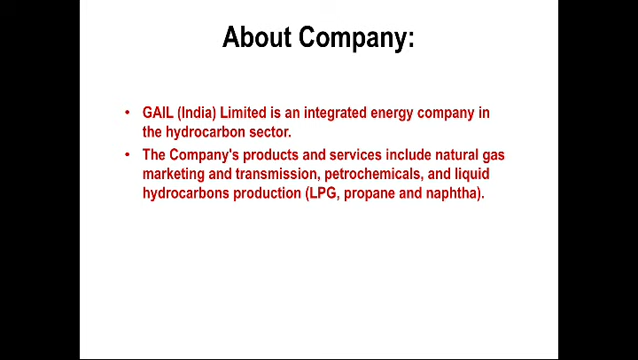 About Company:
• GAIL (India) Limited is an integrated energy company in
the hydrocarbon sector.
• The Company's products and services include natural gas
marketing and transmission, petrochemicals, and liquid
hydrocarbons production (LPG, propane and naphtha).